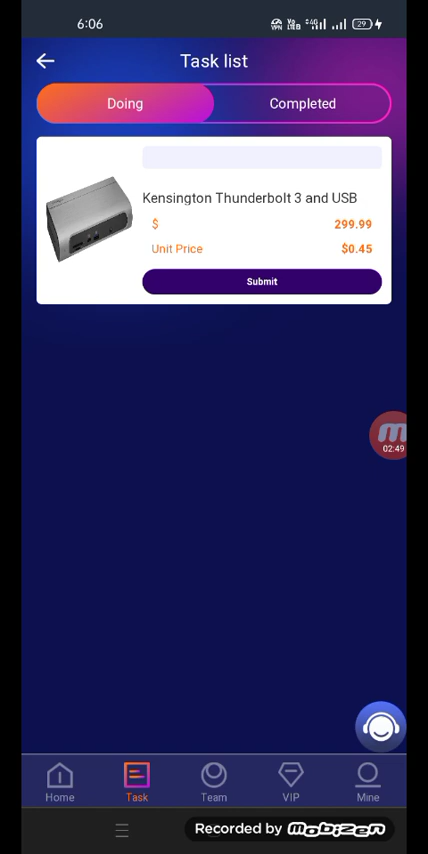 6:06
29
Task list
Doing
Completed
Kensington Thunderbolt 3 and USB
$ 299.99
Unit Price $0.45
Submit
02:49
Home
Task
Team
VIP
Mine
Recorded by mobizen